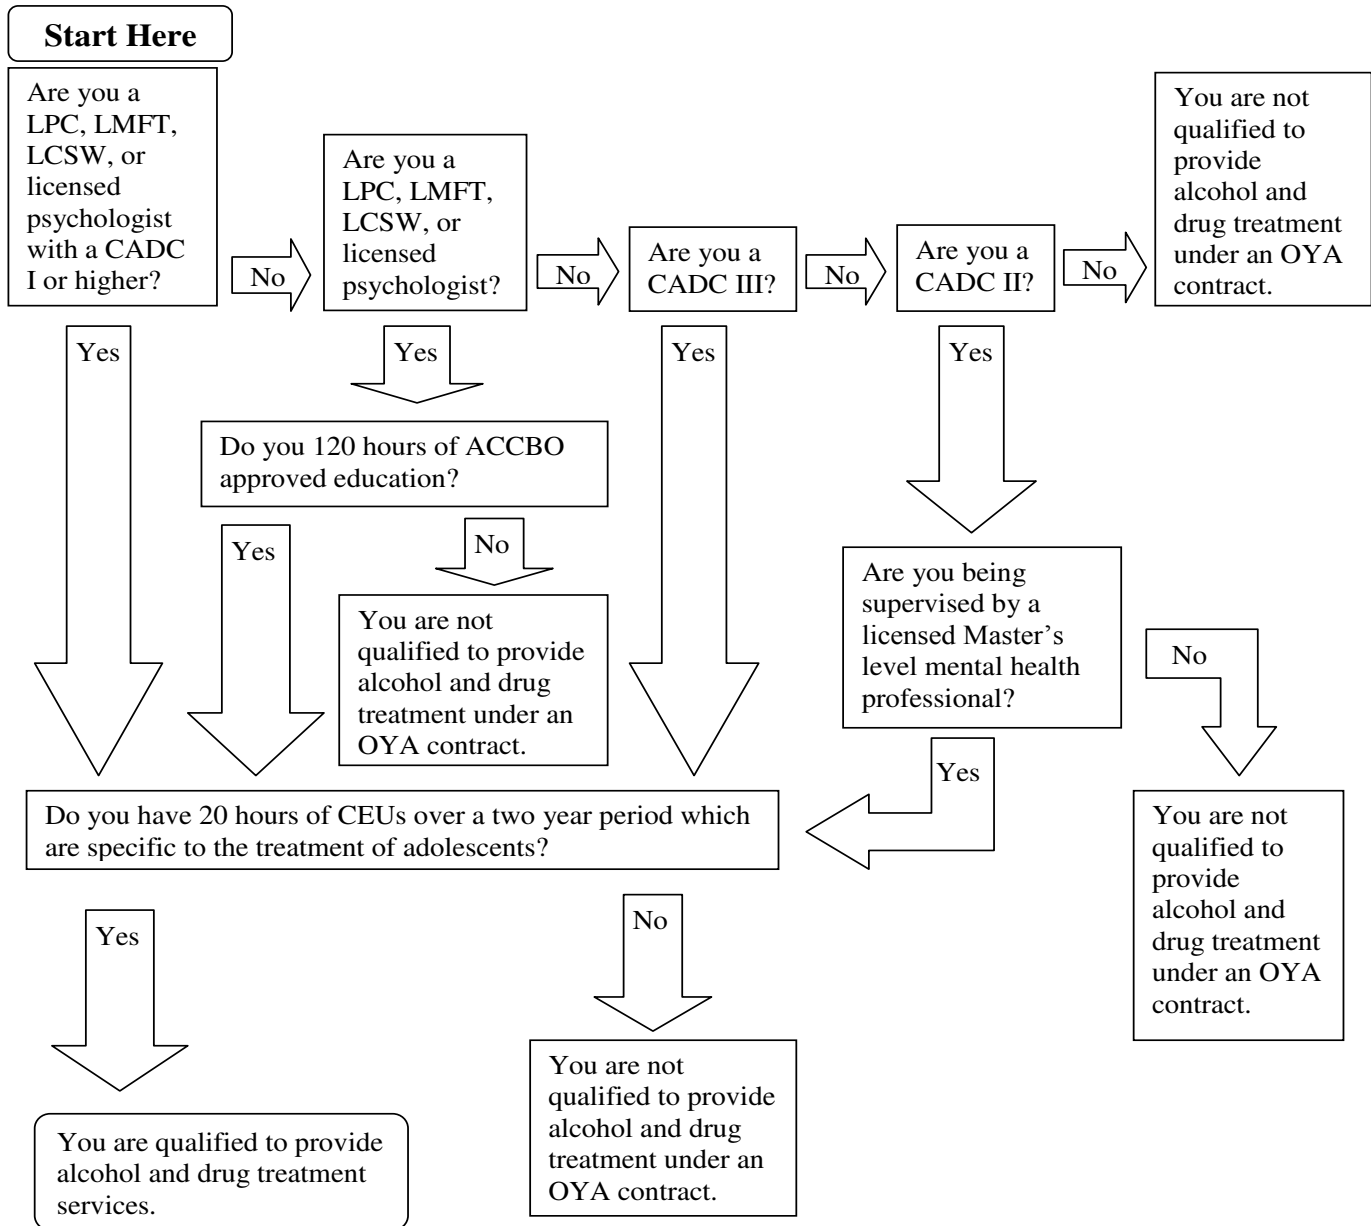 Start Here
Are you a
LPC, LMFT,
LCSW, or
licensed
psychologist
with a CADC
I or higher?
No
Are you a
LPC, LMFT,
LCSW, or
licensed
psychologist?
No
Are you a
CADC III?
No
Are you a
CADC II?
No
You are not
qualified to
provide
alcohol and
drug treatment
under an OYA
contract.
Yes
Yes
Yes
Yes
Do you 120 hours of ACCBO
approved education?
Yes
No
You are not
qualified to provide
alcohol and drug
treatment under an
OYA contract.
Are you being
supervised by a
licensed Master’s
level mental health
professional?
No
Yes
You are not
qualified to
provide
alcohol and
drug treatment
under an OYA
contract.
Do you have 20 hours of CEUs over a two year period which
are specific to the treatment of adolescents?
Yes
No
You are qualified to provide
alcohol and drug treatment
services.
You are not
qualified to provide
alcohol and drug
treatment under an
OYA contract.